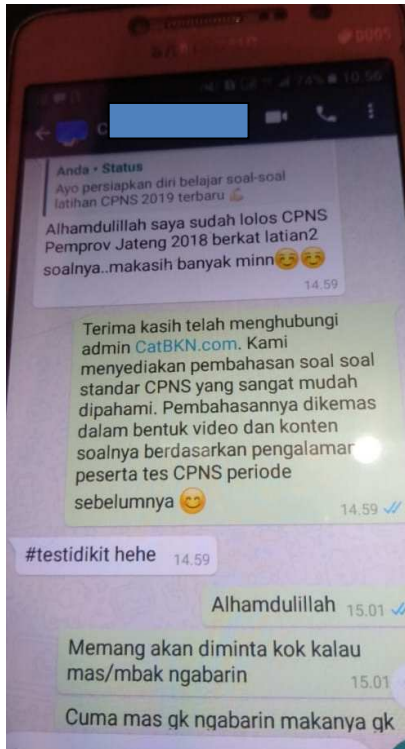 74% 10.56
C
Anda • Status
Ayo persiapkan diri belajar soal-soal
latihan CPNS 2019 terbaru 💪
Alhamdulillah saya sudah lolos CPNS
Pemprov Jateng 2018 berkat latian2
soalnya..makasih banyak minn😊😊
14.59
Terima kasih telah menghubungi
admin CatBKN.com. Kami
menyediakan pembahasan soal soal
standar CPNS yang sangat mudah
dipahami. Pembahasannya dikemas
dalam bentuk video dan konten
soalnya berdasarkan pengalaman
peserta tes CPNS periode
sebelumnya 😊
14.59
#testidikit hehe 14.59
Alhamdulillah 15.01
Memang akan diminta kok kalau
mas/mbak ngabarin
15.01
Cuma mas gk ngabarin makanya gk